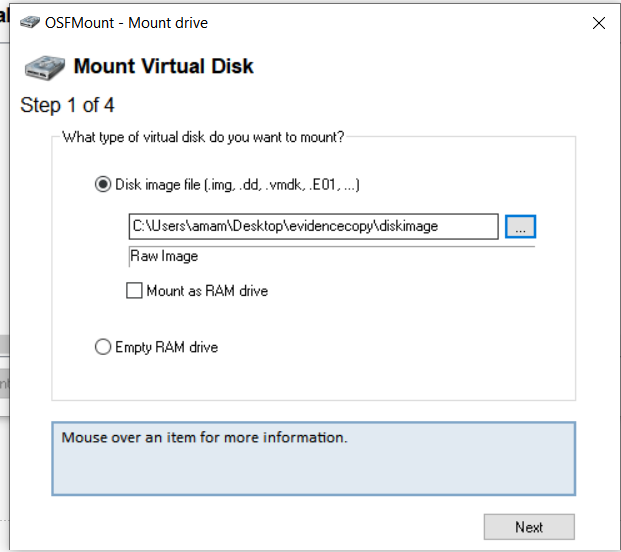 OSFMount - Mount drive
Mount Virtual Disk
Step 1 of 4
What type of virtual disk do you want to mount?
Disk image file (.img, .dd, .vmdk, .E01, ...)
C:\Users\amam\Desktop\evidencecopy\diskimage
...
Raw Image
Mount as RAM drive
Empty RAM drive
Mouse over an item for more information.
Next